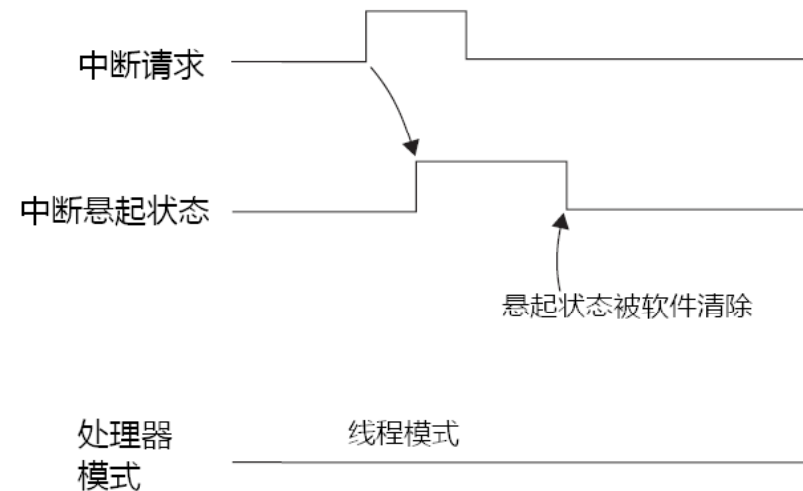 中断请求
中断悬起状态
悬起状态被软件清除
处理器
模式
线程模式